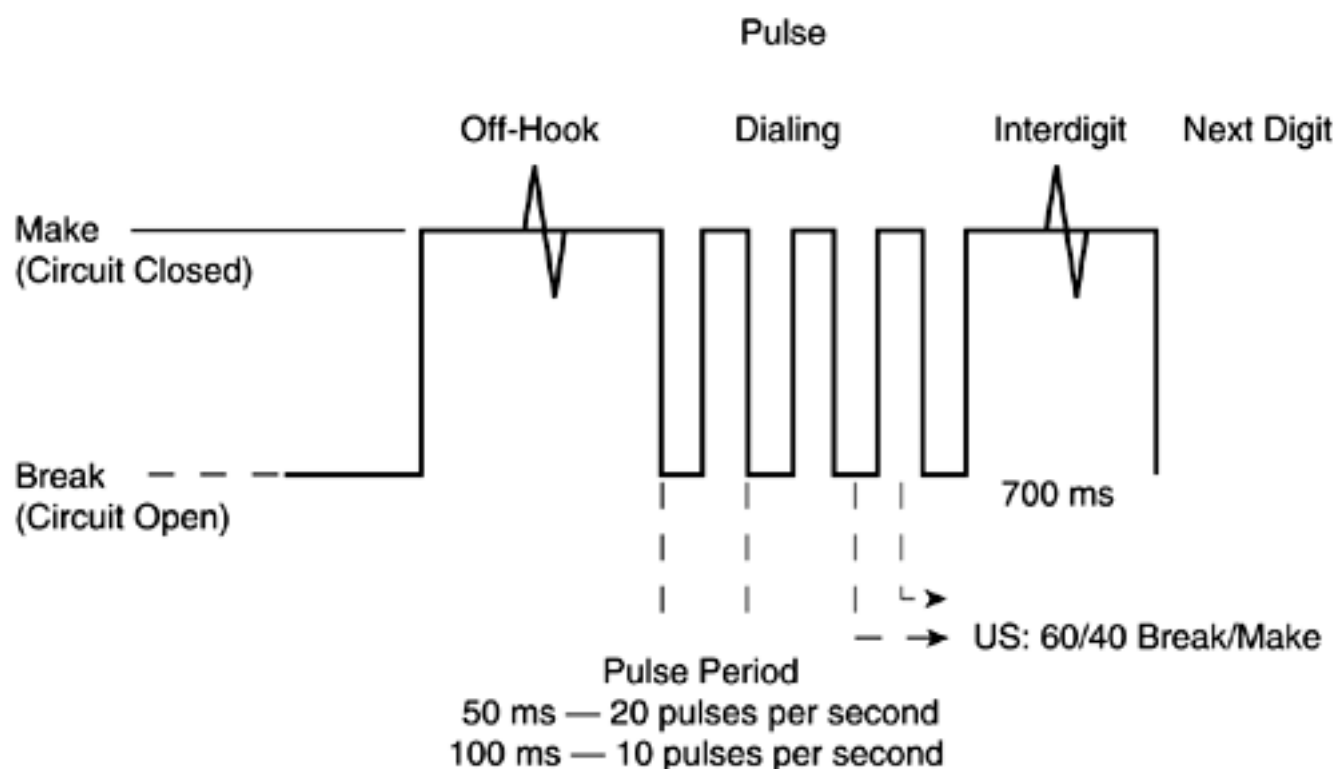 Pulse
Off-Hook Dialing Interdigit Next Digit
Make
(Circuit Closed)
Break
(Circuit Open)
700 ms
US: 60/40 Break/Make
Pulse Period
50 ms — 20 pulses per second
100 ms — 10 pulses per second